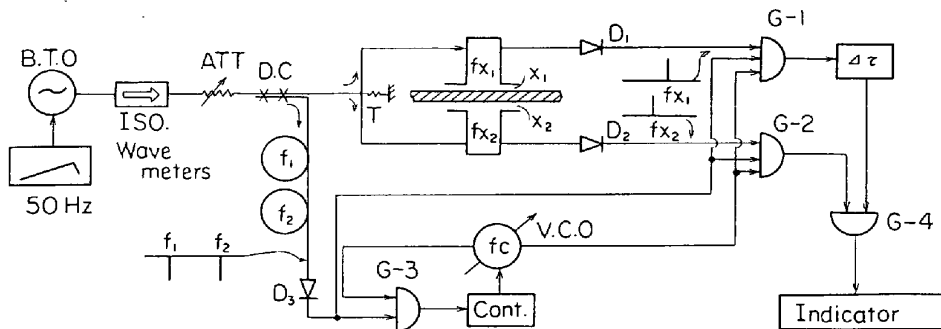 B.T.O
ATT
D.C
ISO.
Wave
meters
50 Hz
f₁
f₂
f₁ f₂
D₃
T
fx₁
x₁
fx₂
x₂
D₁
fx₁
D₂
fx₂
G-1
Δτ
G-2
G-4
V.C.O
fc
G-3
Cont.
Indicator